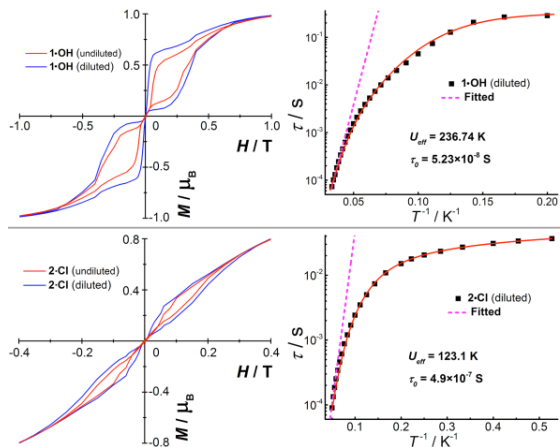 1•OH (undiluted)
1•OH (diluted)
1.0
0.5
-1.0
-0.5
0.5
1.0
H / T
-0.5
-1.0
M / μB
10⁻¹
10⁻²
10⁻³
10⁻⁴
τ / s
1•OH (diluted)
Fitted
Ueff = 236.74 K
τ0 = 5.23×10⁻⁸ S
0.05
0.10
0.15
0.20
T⁻¹ / K⁻¹
2•Cl (undiluted)
2•Cl (diluted)
0.8
0.4
-0.4
-0.2
0.2
0.4
H / T
-0.4
-0.8
M / μB
10⁻²
10⁻³
10⁻⁴
τ / s
2•Cl (diluted)
Fitted
Ueff = 123.1 K
τ0 = 4.9×10⁻⁷ S
0.1
0.2
0.3
0.4
0.5
T⁻¹ / K⁻¹